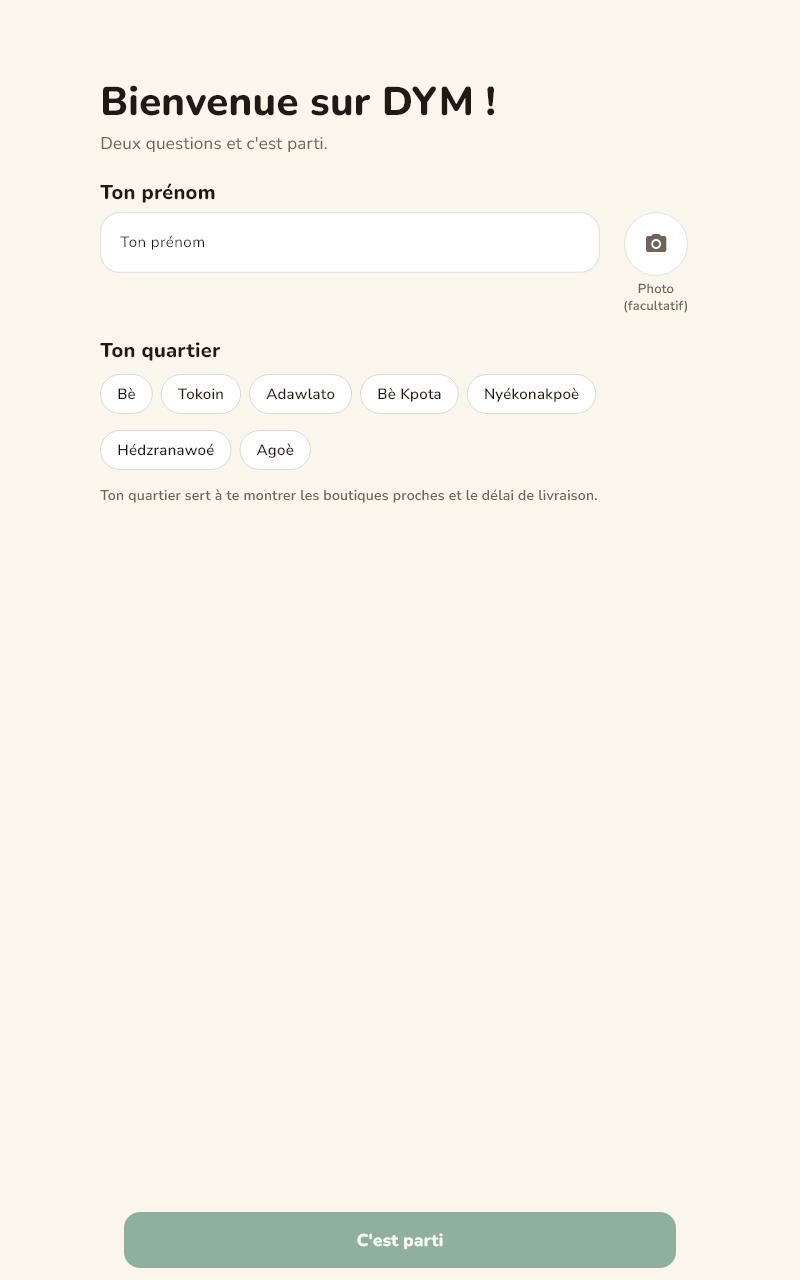 Bienvenue sur DYM !
Deux questions et c'est parti.
Ton prénom
Ton prénom
Photo
(facultatif)
Ton quartier
Bè
Tokoin
Adawlato
Bè Kpota
Nyékonakpoè
Hédzranawoé
Agoè
Ton quartier sert à te montrer les boutiques proches et le délai de livraison.
C'est parti